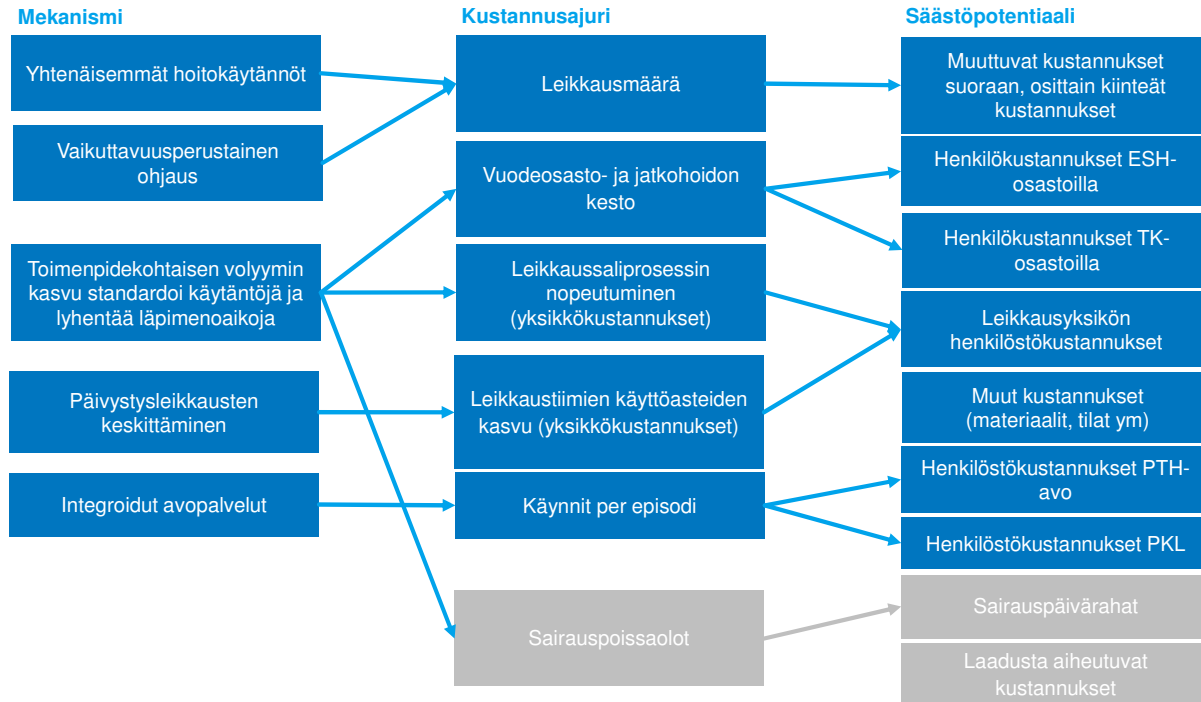 Mekanismi
Yhtenäisemmät hoitokäytännöt
Vaikuttavuusperustainen
ohjaus
Toimenpidekohtaisen volyymin
kasvu standardoi käytäntöjä ja
lyhentää läpimenoaikoja
Päivystysleikkausten
keskittäminen
Integroidut avopalvelut
Kustannusajuri
Leikkausmäärä
Vuodeosasto- ja jatkohoidon
kesto
Leikkaussaliprosessin
nopeutuminen
(yksikkökustannukset)
Leikkaustiimien käyttöasteiden
kasvu (yksikkökustannukset)
Käynnit per episodi
Sairauspoissaolot
Säästöpotentiaali
Muuttuvat kustannukset
suoraan, osittain kiinteät
kustannukset
Henkilökustannukset ESH-
osastoilla
Henkilökustannukset TK-
osastoilla
Leikkausyksikön
henkilöstökustannukset
Muut kustannukset
(materiaalit, tilat ym)
Henkilöstökustannukset PTH-
avo
Henkilöstökustannukset PKL
Sairauspäivärahat
Laadusta aiheutuvat
kustannukset